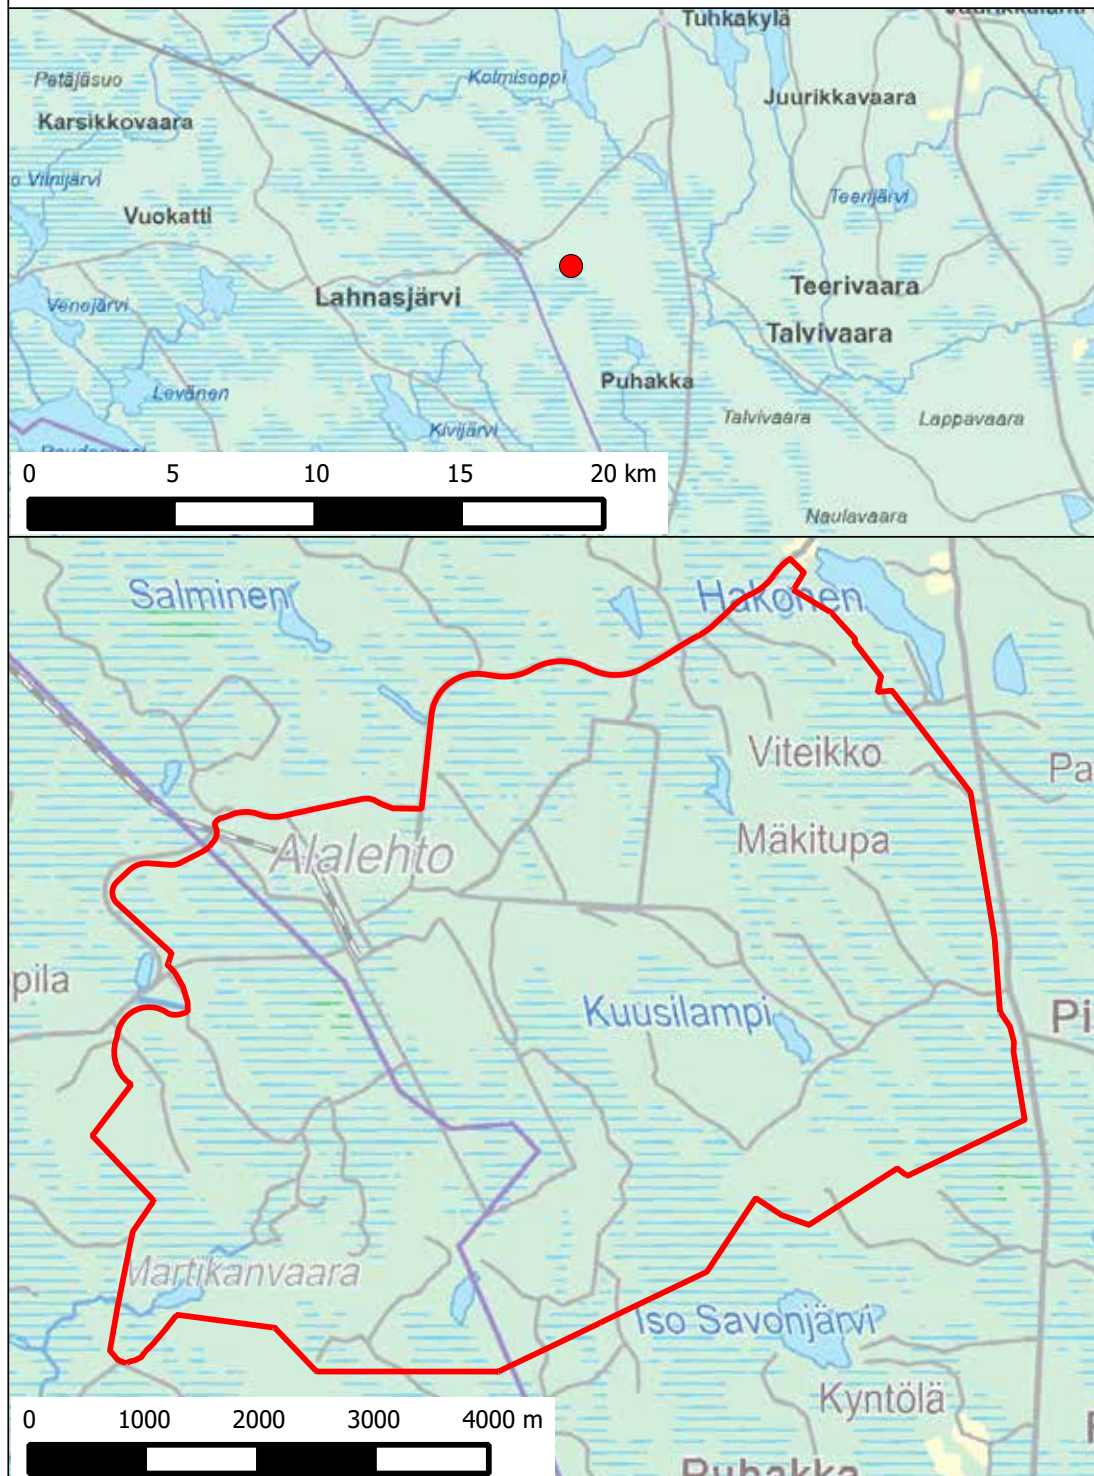 Tuhkakylä
Kolmisoppi
Patäjäsuo
Juurikkavaara
Karsikkovaara
Teerijärvi
Vuokatti
Lahnasjärvi
Teerivaara
Venejärvi
Talvivaara
Puhakka
Levänen
Talvivaara
Lappavaara
Kivijärvi
0 5 10 15 20 km
Naulavaara
Salminen
Hakonen
Viteikko
Pa
Mäkitupa
Alalehto
pila
Kuusilampi
Pi
Martikanvaara
Iso Savonjärvi
Kyntölä
0 1000 2000 3000 4000 m
Puhakka